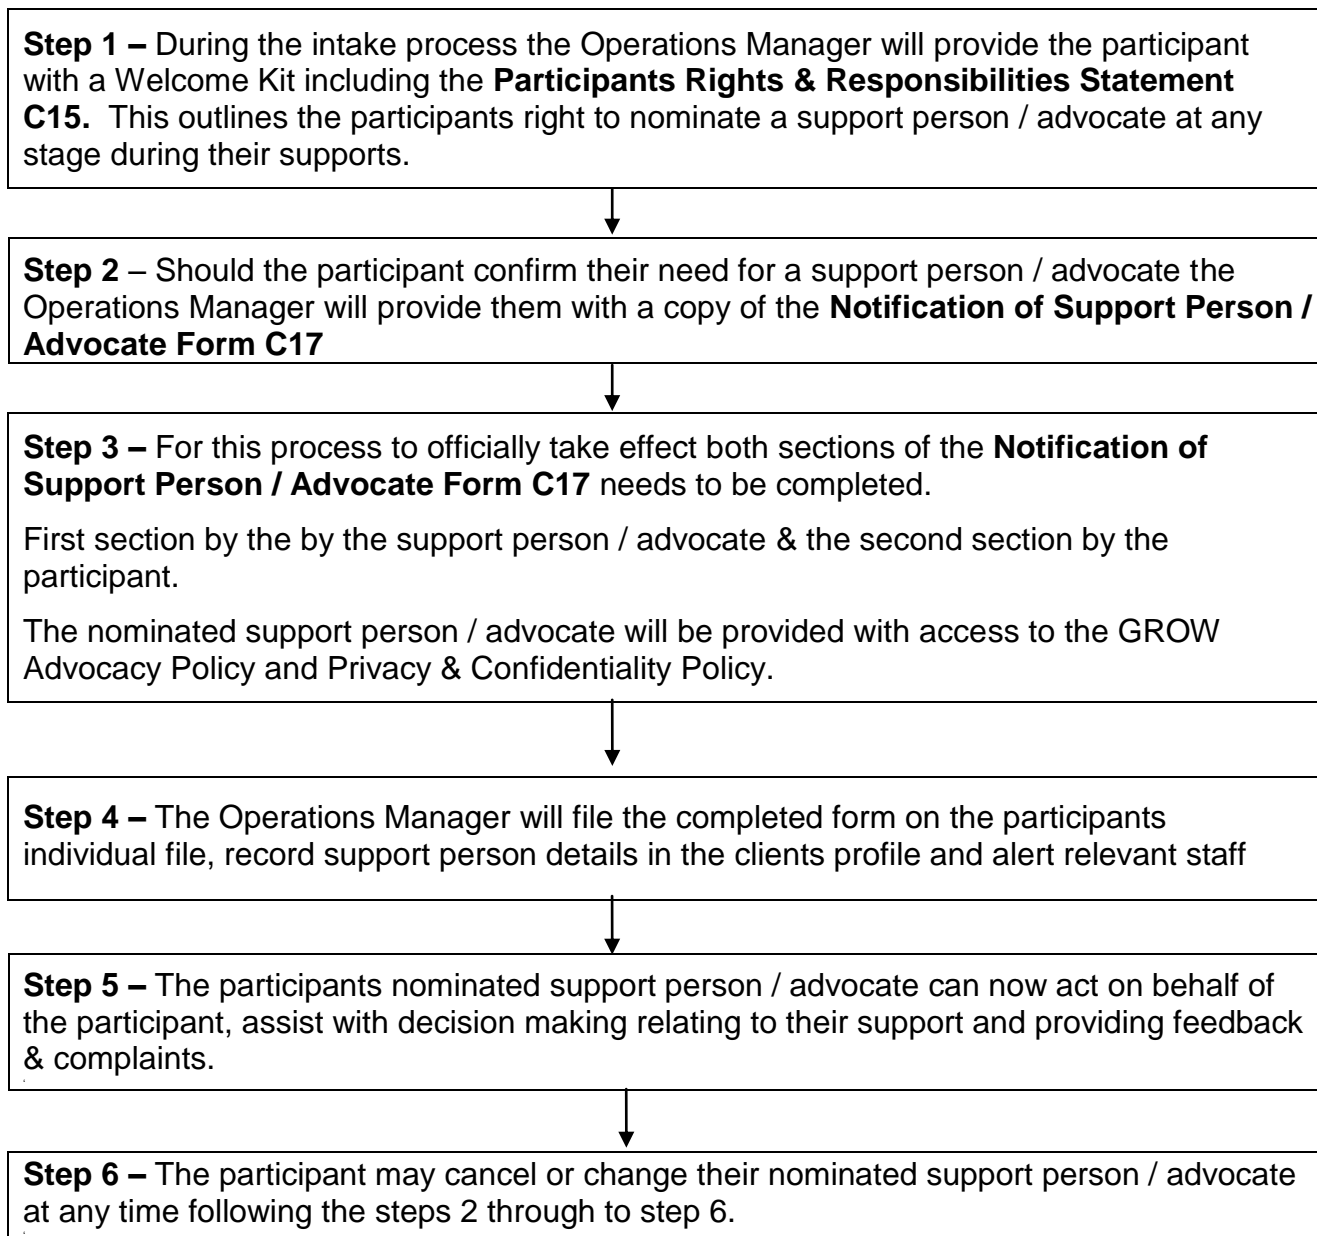 Step 1 – During the intake process the Operations Manager will provide the participant
with a Welcome Kit including the Participants Rights & Responsibilities Statement
C15.  This outlines the participants right to nominate a support person / advocate at any
stage during their supports.
Step 2 – Should the participant confirm their need for a support person / advocate the
Operations Manager will provide them with a copy of the Notification of Support Person /
Advocate Form C17
Step 3 – For this process to officially take effect both sections of the Notification of
Support Person / Advocate Form C17 needs to be completed.
First section by the by the support person / advocate & the second section by the
participant.
The nominated support person / advocate will be provided with access to the GROW
Advocacy Policy and Privacy & Confidentiality Policy.
Step 4 – The Operations Manager will file the completed form on the participants
individual file, record support person details in the clients profile and alert relevant staff
Step 5 – The participants nominated support person / advocate can now act on behalf of
the participant, assist with decision making relating to their support and providing feedback
& complaints.
Step 6 – The participant may cancel or change their nominated support person / advocate
at any time following the steps 2 through to step 6.